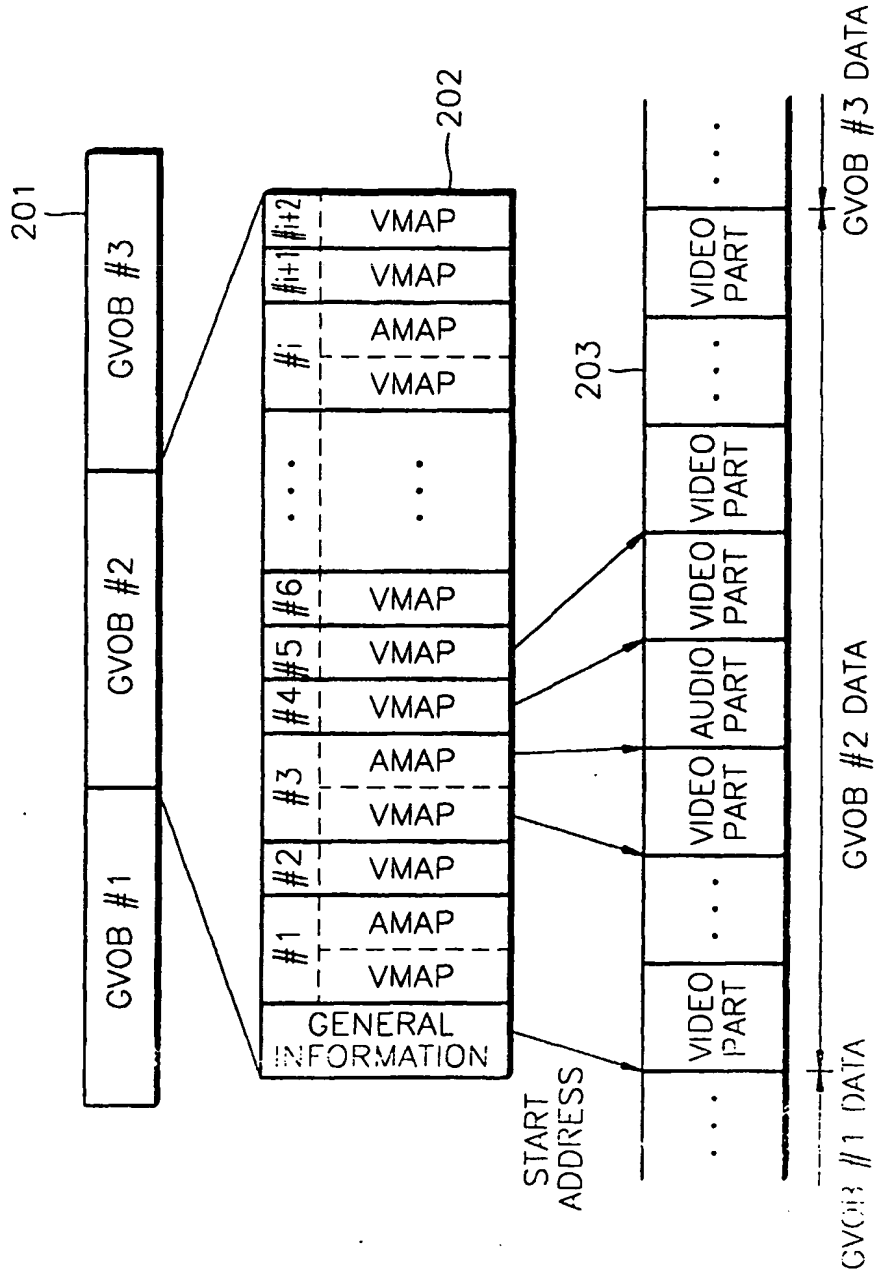 201
GVOB #1 GVOB #2 GVOB #3
202
GENERAL
INFORMATION
#1 #2 #3 #4 #5 #6 ... #i #i+1 #i+2
VMAP AMAP VMAP VMAP AMAP VMAP VMAP VMAP ... VMAP AMAP VMAP VMAP
START
ADDRESS
203
... VIDEO
PART
... VIDEO
PART
AUDIO
PART
VIDEO
PART
VIDEO
PART
... VIDEO
PART
...
GVOB #1 DATA
GVOB #2 DATA
GVOB #3 DATA